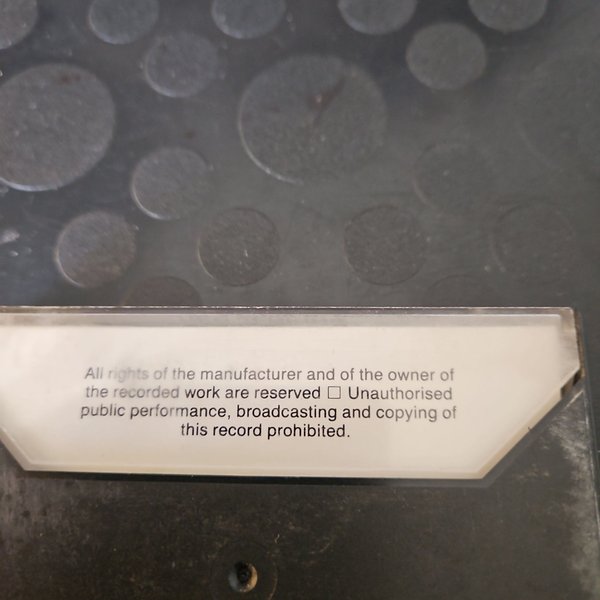 All rights of the manufacturer and of the owner of
the recorded work are reserved □ Unauthorised
public performance, broadcasting and copying of
this record prohibited.